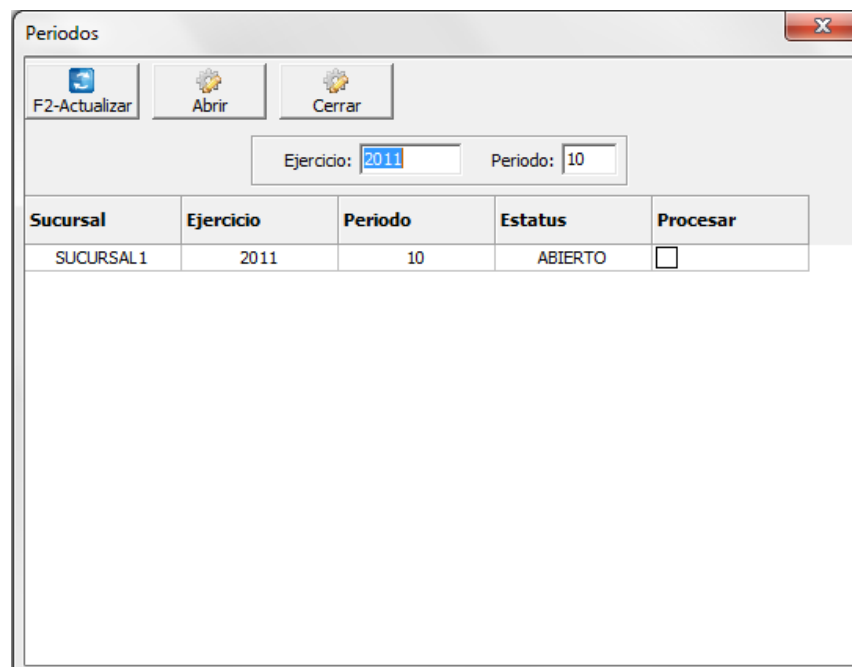 Periodos
F2-Actualizar Abrir Cerrar
Ejercicio: 2011 Periodo: 10
Sucursal Ejercicio Periodo Estatus Procesar
SUCURSAL1 2011 10 ABIERTO